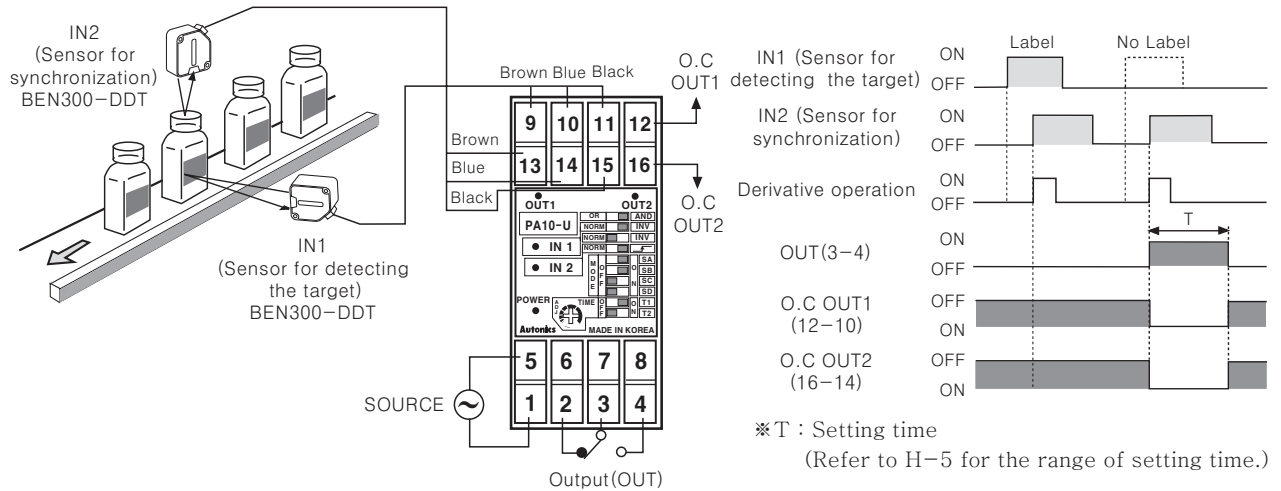 IN2
(Sensor for
synchronization)
BEN300-DDT
IN1
(Sensor for detecting
the target)
BEN300-DDT
Brown Blue Black
Brown
Blue
Black
O.C
OUT1
O.C
OUT2
9 10 11 12
13 14 15 16
OUT1 OUT2
PA10-U
OR AND
NORM INV
NORM INV
NORM
IN 1
IN 2
MODE OFF ON
SA
SB
SC
SD
POWER
ADJ
TIME OFF ON
T1
T2
Autonics MADE IN KOREA
5 6 7 8
1 2 3 4
SOURCE
Output(OUT)
Label No Label
IN1 (Sensor for
detecting the target)
ON
OFF
IN2 (Sensor for
synchronization)
ON
OFF
Derivative operation
ON
OFF
T
OUT(3-4)
ON
OFF
O.C OUT1
(12-10)
OFF
ON
O.C OUT2
(16-14)
OFF
ON
※T : Setting time
(Refer to H-5 for the range of setting time.)